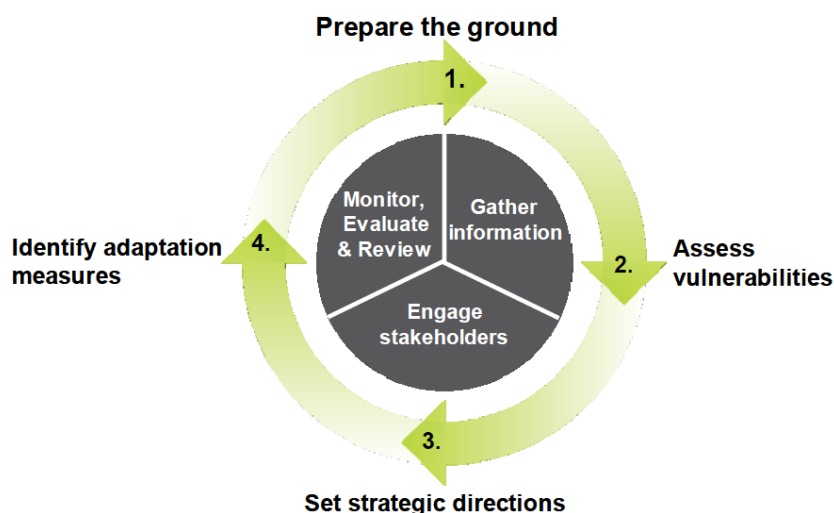 Prepare the ground
1.
Monitor,
Evaluate
& Review
Gather
information
Engage
stakeholders
2.
Assess
vulnerabilities
3.
Set strategic directions
4.
Identify adaptation
measures